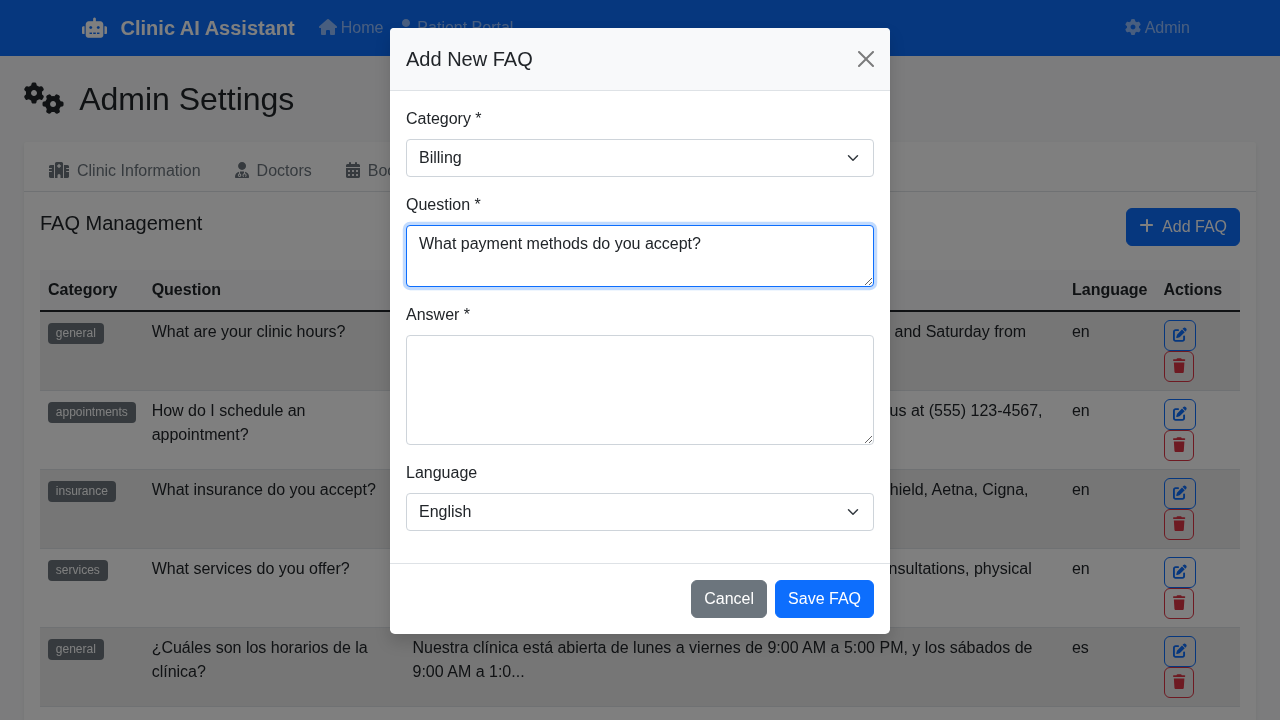 Clinic AI Assistant Home Patient Portal Admin
Add New FAQ
Admin Settings
Category *
Billing
Clinic Information Doctors
Question *
FAQ Management
Add FAQ
What payment methods do you accept?
Category Question Language Actions
Answer *
general What are your clinic hours? and Saturday from en
appointments How do I schedule an us at (555) 123-4567, en
appointment?
Language
insurance What insurance do you accept? Aetna, Cigna, en
English
services What services do you offer? physical en
Cancel Save FAQ
general ¿Cuáles son los horarios de la Nuestra clínica está abierta de lunes a viernes de 9:00 AM a 5:00 PM, y los sábados de es
clínica? 9:00 AM a 1:0...